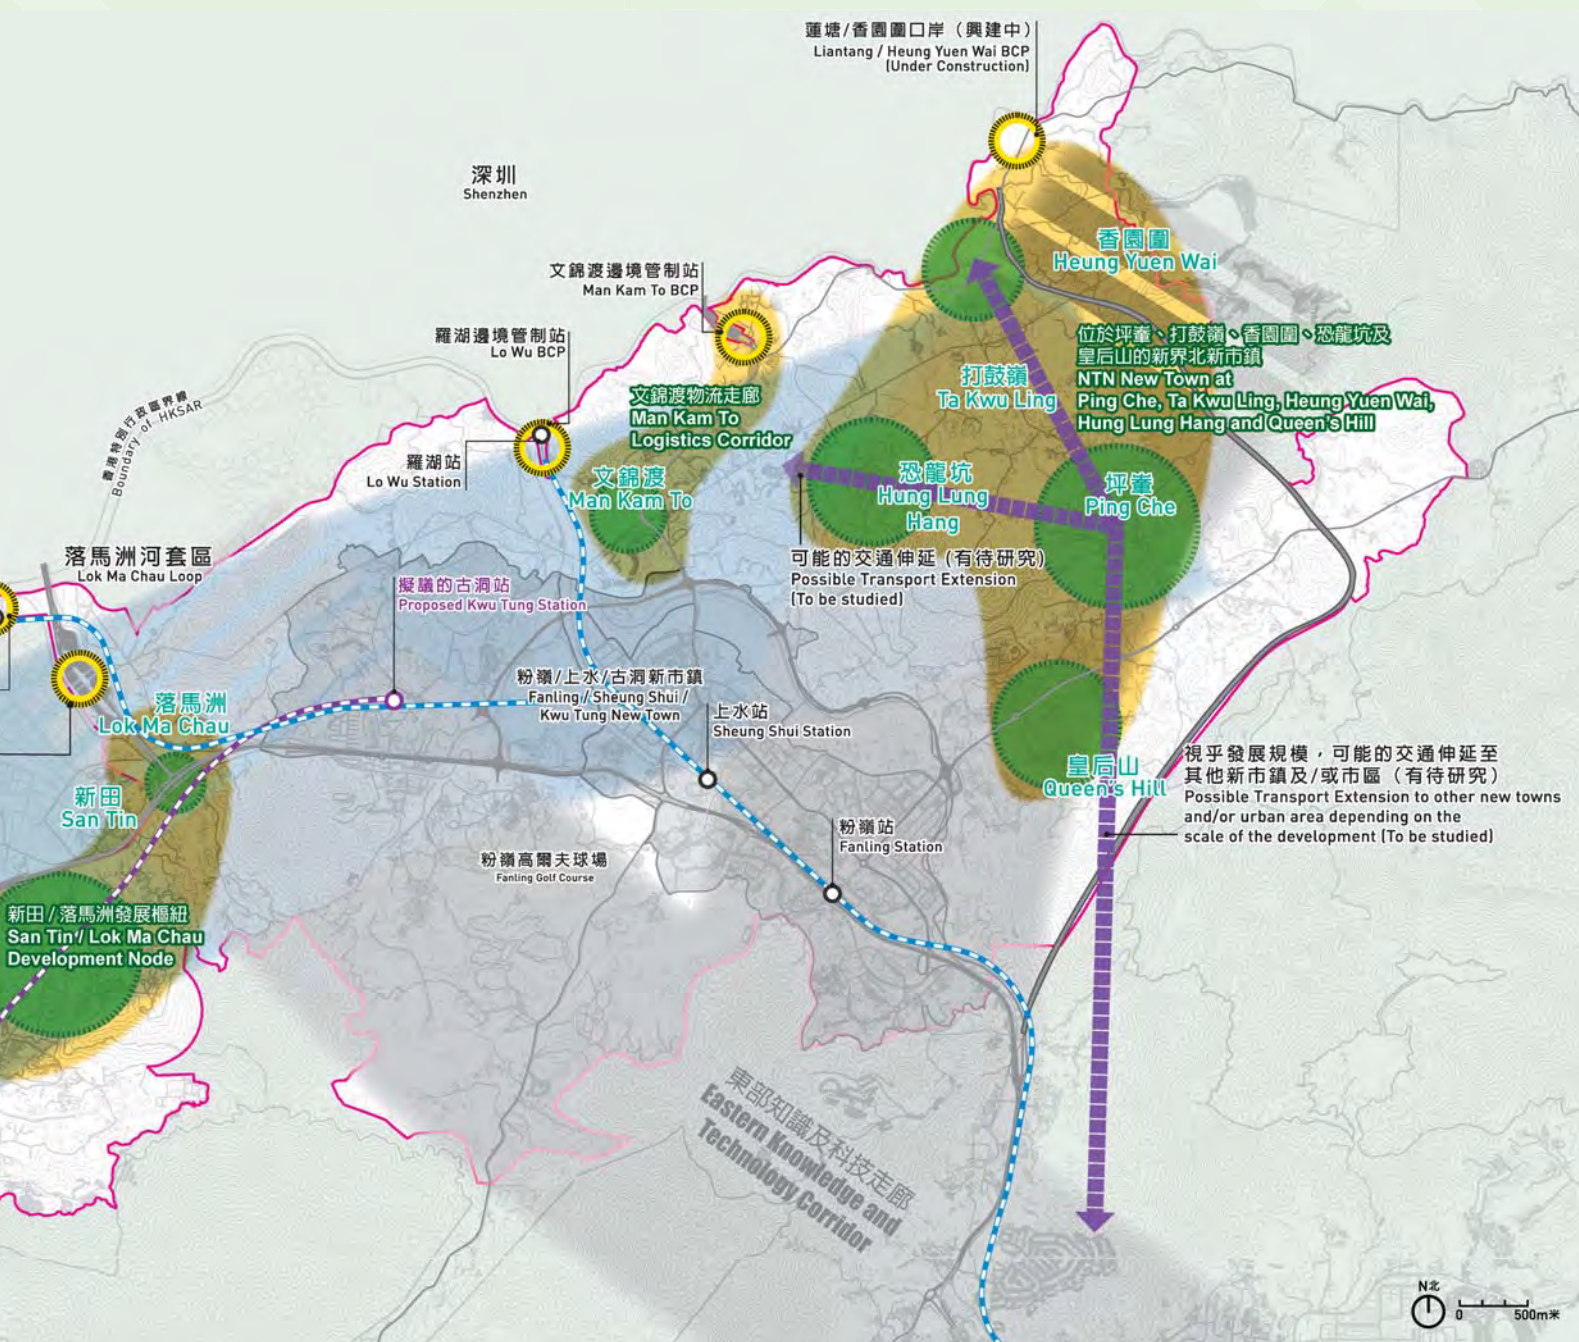 蓮塘/香園圍口岸（興建中）
Liantang / Heung Yuen Wai BCP
(Under Construction)
深圳
Shenzhen
香園圍
Heung Yuen Wai
文錦渡邊境管制站
Man Kam To BCP
羅湖邊境管制站
Lo Wu BCP
位於坪輋、打鼓嶺、香園圍、恐龍坑及
皇后山的新界北新市鎮
NTN New Town at
Ping Che, Ta Kwu Ling, Heung Yuen Wai,
Hung Lung Hang and Queen's Hill
打鼓嶺
Ta Kwu Ling
文錦渡物流走廊
Man Kam To
Logistics Corridor
香港特別行政區界線
Boundary of HKSAR
羅湖站
Lo Wu Station
文錦渡
Man Kam To
恐龍坑
Hung Lung
Hang
坪輋
Ping Che
落馬洲河套區
Lok Ma Chau Loop
可能的交通伸延 (有待研究)
Possible Transport Extension
(To be studied)
擬議的古洞站
Proposed Kwu Tung Station
粉嶺/上水/古洞新市鎮
Fanling / Sheung Shui /
Kwu Tung New Town
落馬洲
Lok Ma Chau
上水站
Sheung Shui Station
皇后山
Queen's Hill
視乎發展規模，可能的交通伸延至
其他新市鎮及/或市區（有待研究）
Possible Transport Extension to other new towns
and/or urban area depending on the
scale of the development (To be studied)
新田
San Tin
粉嶺站
Fanling Station
粉嶺高爾夫球場
Fanling Golf Course
新田 / 落馬洲發展樞紐
San Tin / Lok Ma Chau
Development Node
東部知識及科技走廊
Eastern Knowledge and
Technology Corridor
N北
0 500m米